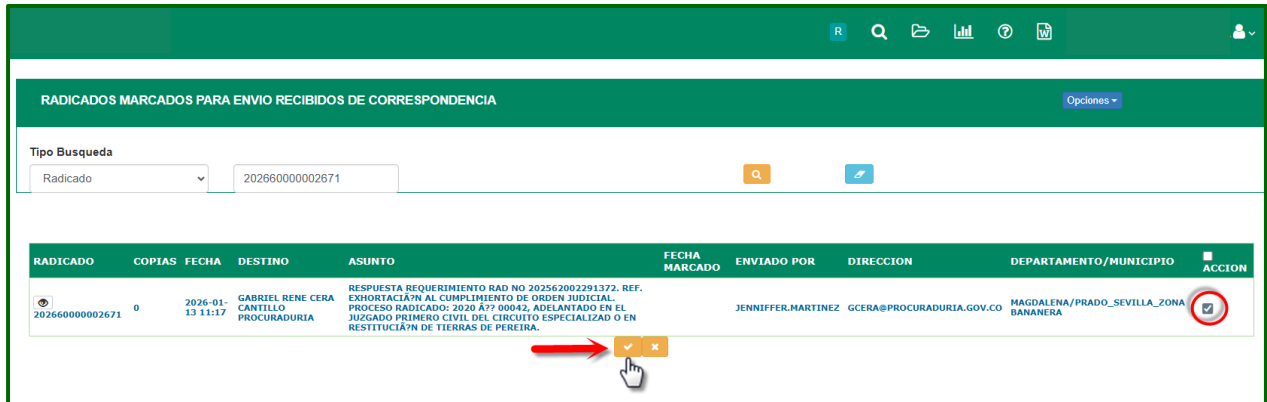 R
RADICADOS MARCADOS PARA ENVIO RECIBIDOS DE CORRESPONDENCIA
Opciones
Tipo Busqueda
Radicado
202660000002671
RADICADO COPIAS FECHA DESTINO ASUNTO FECHA MARCADO ENVIADO POR DIRECCION DEPARTAMENTO/MUNICIPIO ACCION
202660000002671
0
2026-01-
13 11:17
GABRIEL RENE CERA
CANTILLO
PROCURADURIA
RESPUESTA REQUERIMIENTO RAD NO 202562002291372. REF.
EXHORTACIÂ?N AL CUMPLIMIENTO DE ORDEN JUDICIAL.
PROCESO RADICADO: 2020 Â?? 00042, ADELANTADO EN EL
JUZGADO PRIMERO CIVIL DEL CIRCUITO ESPECIALIZADO O EN
RESTITUCIÂ?N DE TIERRAS DE PEREIRA.
JENNIFFER.MARTINEZ
GCERA@PROCURADURIA.GOV.CO
MAGDALENA/PRADO_SEVILLA_ZONA
BANANERA